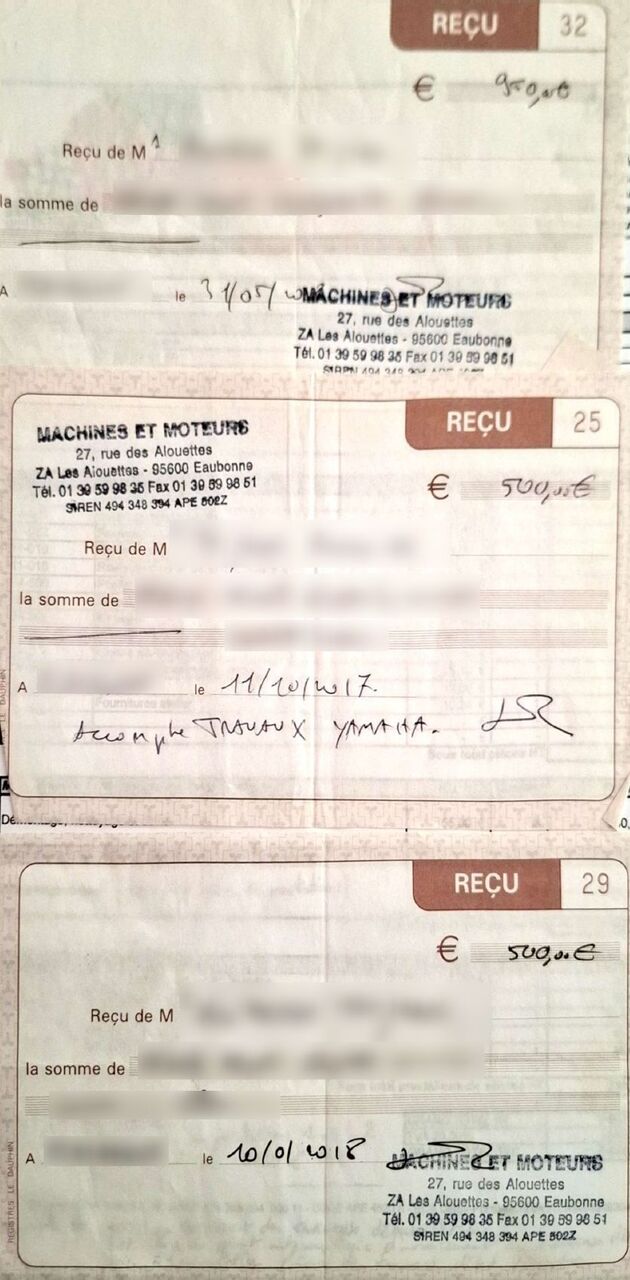 REÇU 32
€ 950,00€
Reçu de M
la somme de
A le 31/05/
MACHINES ET MOTEURS
27, rue des Alouettes
ZA Les Alouettes - 95600 Eaubonne
Tél. 01 39 59 98 35 Fax 01 39 59 98 51
REÇU 25
MACHINES ET MOTEURS
27, rue des Alouettes
ZA Les Alouettes - 95600 Eaubonne
Tél. 01 39 59 98 35 Fax 01 39 59 98 51
SIREN 494 348 394 APE 502Z
€ 500,00€
Reçu de M
la somme de
A le 11/10/2017.
Acompte TRAVAUX YAMAHA.
REÇU 29
€ 500,00€
Reçu de M
la somme de
A le 10/01/2018
MACHINES ET MOTEURS
27, rue des Alouettes
ZA Les Alouettes - 95600 Eaubonne
Tél. 01 39 59 98 35 Fax 01 39 59 98 51
SIREN 494 348 394 APE 502Z
REGISTRES LE DAUPHIN